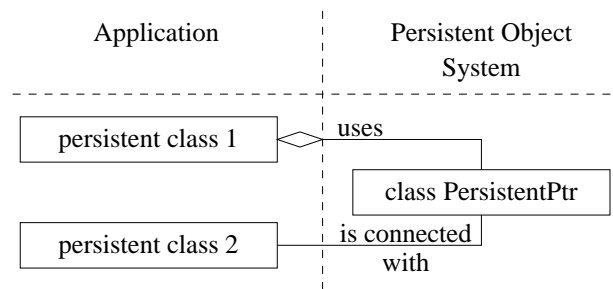 Application
Persistent Object
System
persistent class 1
uses
class PersistentPtr
persistent class 2
is connected
with